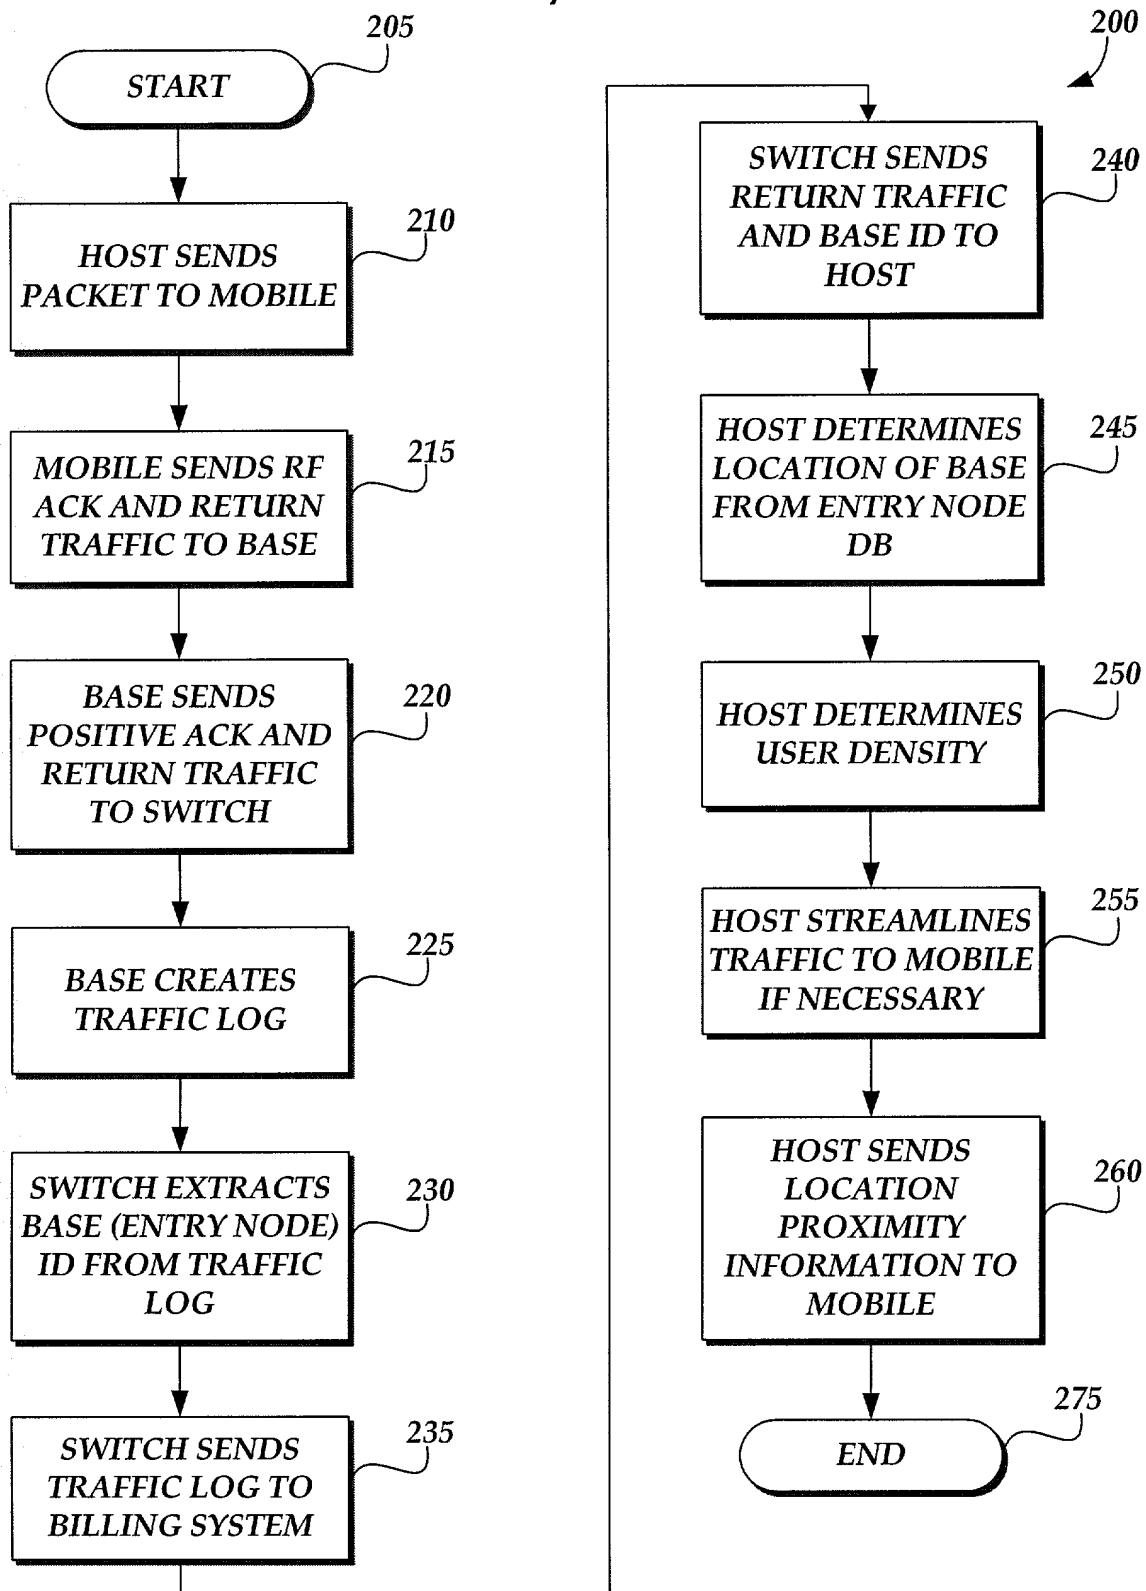 205
START
210
HOST SENDS
PACKET TO MOBILE
215
MOBILE SENDS RF
ACK AND RETURN
TRAFFIC TO BASE
220
BASE SENDS
POSITIVE ACK AND
RETURN TRAFFIC
TO SWITCH
225
BASE CREATES
TRAFFIC LOG
230
SWITCH EXTRACTS
BASE (ENTRY NODE)
ID FROM TRAFFIC
LOG
235
SWITCH SENDS
TRAFFIC LOG TO
BILLING SYSTEM
200
240
SWITCH SENDS
RETURN TRAFFIC
AND BASE ID TO
HOST
245
HOST DETERMINES
LOCATION OF BASE
FROM ENTRY NODE
DB
250
HOST DETERMINES
USER DENSITY
255
HOST STREAMLINES
TRAFFIC TO MOBILE
IF NECESSARY
260
HOST SENDS
LOCATION
PROXIMITY
INFORMATION TO
MOBILE
275
END